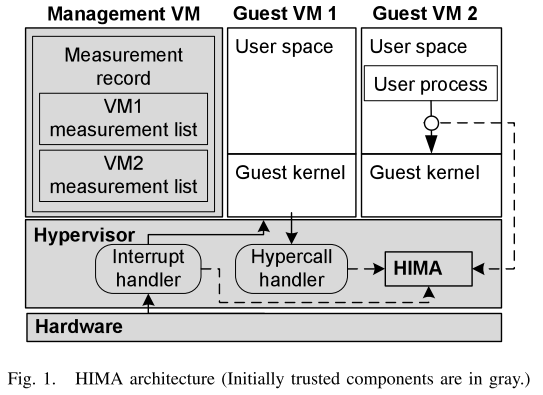 Management VM
Guest VM 1
Guest VM 2
Measurement
record
VM1
measurement list
VM2
measurement list
User space
Guest kernel
User space
User process
Guest kernel
Hypervisor
Interrupt
handler
Hypercall
handler
HIMA
Hardware
Fig. 1. HIMA architecture (Initially trusted components are in gray.)